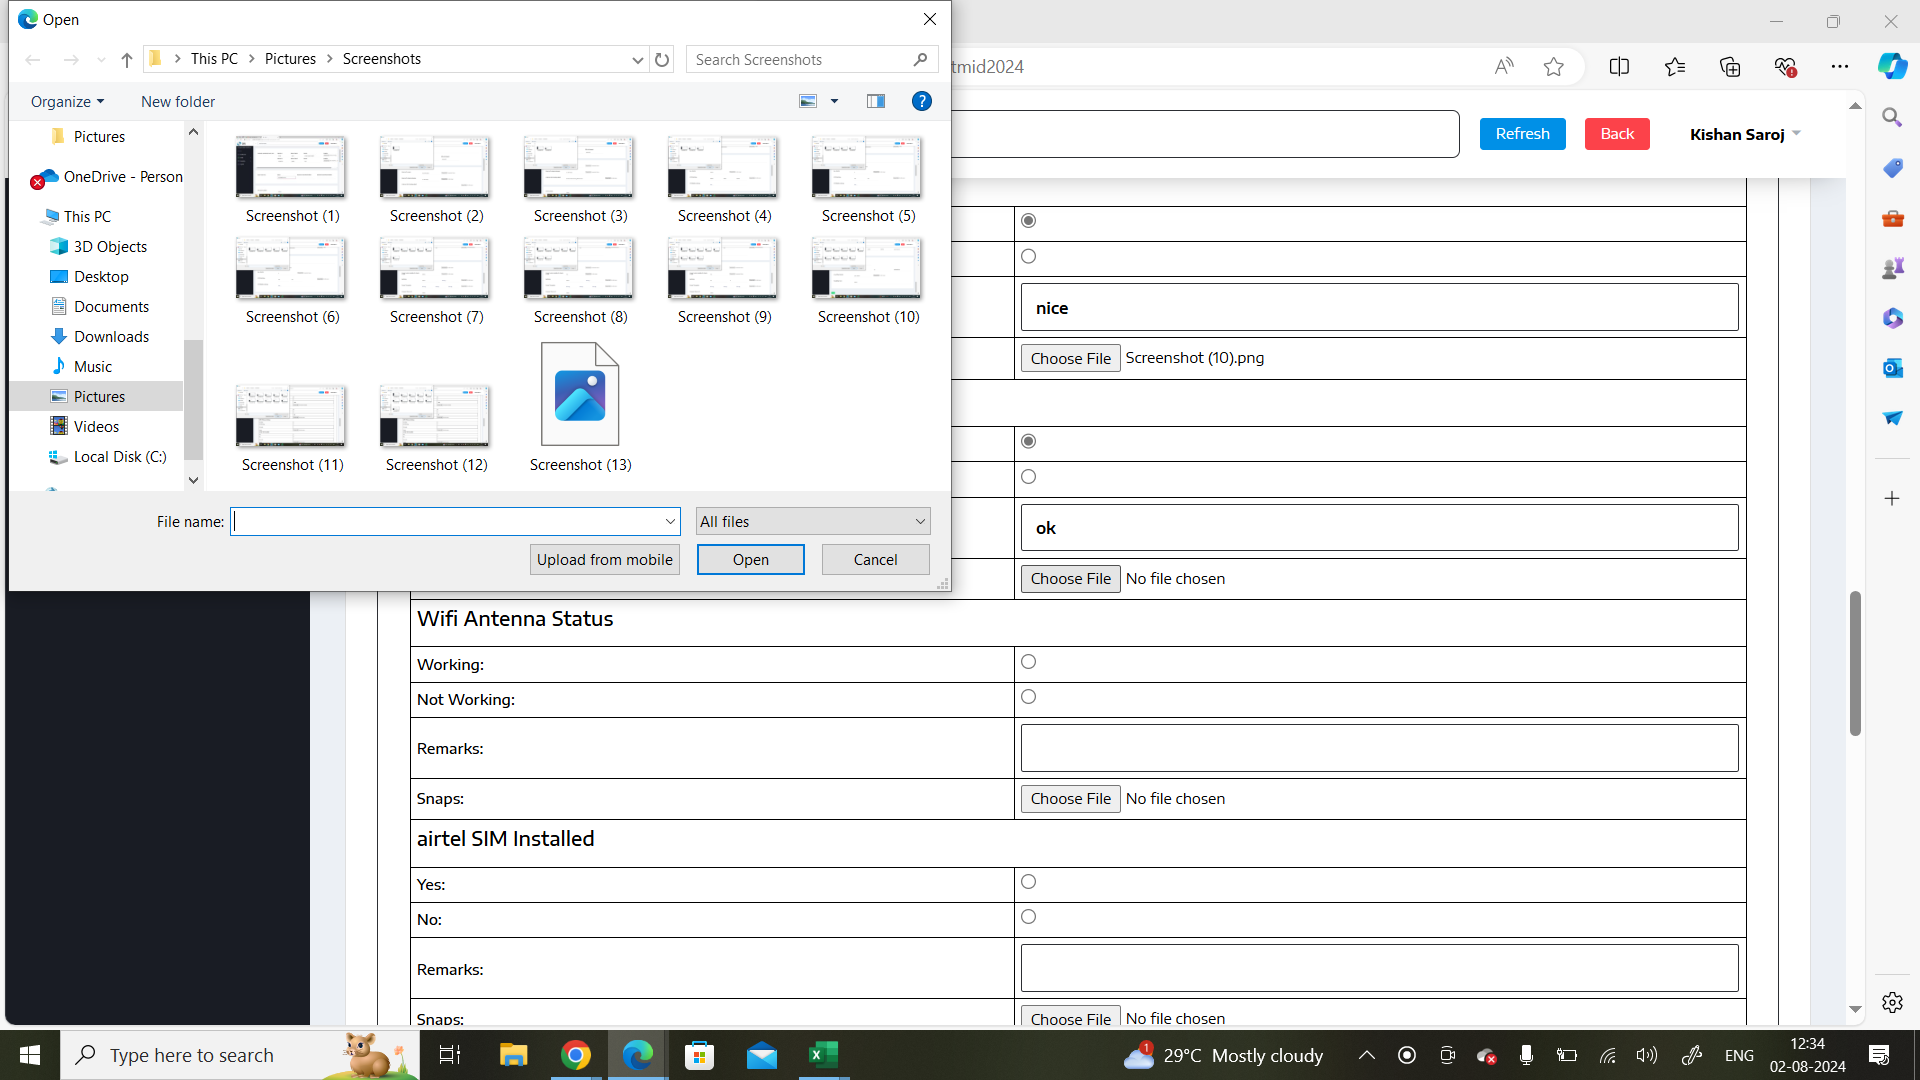 Open
This PC
Pictures
Screenshots
Search Screenshots
Organize
New folder
Pictures
OneDrive - Person
This PC
3D Objects
Desktop
Documents
Downloads
Music
Pictures
Videos
Local Disk (C:)
Screenshot (1)
Screenshot (2)
Screenshot (3)
Screenshot (4)
Screenshot (5)
Screenshot (6)
Screenshot (7)
Screenshot (8)
Screenshot (9)
Screenshot (10)
Screenshot (11)
Screenshot (12)
Screenshot (13)
File name:
All files
Upload from mobile
Open
Cancel
tmid2024
Refresh
Back
Kishan Saroj
nice
Choose File Screenshot (10).png
ok
Choose File No file chosen
Wifi Antenna Status
Working:
Not Working:
Remarks:
Snaps:
Choose File No file chosen
airtel SIM Installed
Yes:
No:
Remarks:
Snaps:
Choose File No file chosen
Type here to search
1
29°C Mostly cloudy
ENG
12:34
02-08-2024